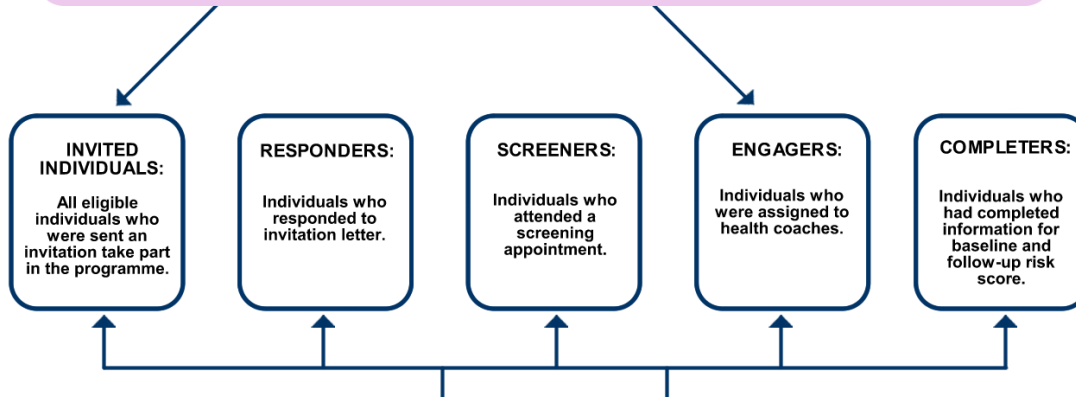 INVITED
INDIVIDUALS:
All eligible
individuals who
were sent an
invitation take part
in the programme.
RESPONDERS:
Individuals who
responded to
invitation letter.
SCREENERS:
Individuals who
attended a
screening
appointment.
ENGAGERS:
Individuals who
were assigned to
health coaches.
COMPLETERS:
Individuals who
had completed
information for
baseline and
follow-up risk
score.